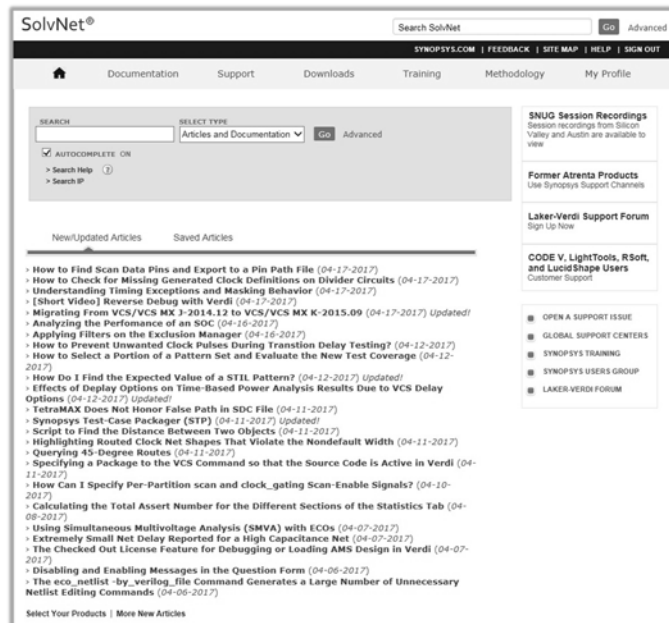 SolvNet®
Search SolvNet
Go Advanced
SYNOPSYS.COM | FEEDBACK | SITE MAP | HELP | SIGN OUT
Documentation Support Downloads Training Methodology My Profile
SEARCH SELECT TYPE
Articles and Documentation Go Advanced
AUTOCOMPLETE ON
> Search Help ?
> Search IP
SNUG Session Recordings
Session recordings from Silicon
Valley and Austin are available to
view
Former Atrenta Products
Use Synopsys Support Channels
Laker-Verdi Support Forum
Sign Up Now
CODE V, LightTools, RSoft,
and LucidShape Users
Customer Support
OPEN A SUPPORT ISSUE
GLOBAL SUPPORT CENTERS
SYNOPSYS TRAINING
SYNOPSYS USERS GROUP
LAKER-VERDI FORUM
New/Updated Articles Saved Articles
› How to Find Scan Data Pins and Export to a Pin Path File (04-17-2017)
› How to Check for Missing Generated Clock Definitions on Divider Circuits (04-17-2017)
› Understanding Timing Exceptions and Masking Behavior (04-17-2017)
› [Short Video] Reverse Debug with Verdi (04-17-2017)
› Migrating From VCS/VCS MX J-2014.12 to VCS/VCS MX K-2015.09 (04-17-2017) Updated!
› Analyzing the Perfomance of an SOC (04-16-2017)
› Applying Filters on the Exclusion Manager (04-16-2017)
› How to Prevent Unwanted Clock Pulses During Transtion Delay Testing? (04-12-2017)
› How to Select a Portion of a Pattern Set and Evaluate the New Test Coverage (04-12-
2017)
› How Do I Find the Expected Value of a STIL Pattern? (04-12-2017) Updated!
› Effects of Deplay Options on Time-Based Power Analysis Results Due to VCS Delay
Options (04-12-2017) Updated!
› TetraMAX Does Not Honor False Path in SDC File (04-11-2017)
› Synopsys Test-Case Packager (STP) (04-11-2017) Updated!
› Script to Find the Distance Between Two Objects (04-11-2017)
› Highlighting Routed Clock Net Shapes That Violate the Nondefault Width (04-11-2017)
› Querying 45-Degree Routes (04-11-2017)
› Specifying a Package to the VCS Command so that the Source Code is Active in Verdi (04-
11-2017)
› How Can I Specify Per-Partition scan and clock_gating Scan-Enable Signals? (04-10-
2017)
› Calculating the Total Assert Number for the Different Sections of the Statistics Tab (04-
08-2017)
› Using Simultaneous Multivoltage Analysis (SMVA) with ECOs (04-07-2017)
› Extremely Small Net Delay Reported for a High Capacitance Net (04-07-2017)
› The Checked Out License Feature for Debugging or Loading AMS Design in Verdi (04-07-
2017)
› Disabling and Enabling Messages in the Question Form (04-06-2017)
› The eco_netlist -by_verilog_file Command Generates a Large Number of Unnecessary
Netlist Editing Commands (04-06-2017)
Select Your Products | More New Articles